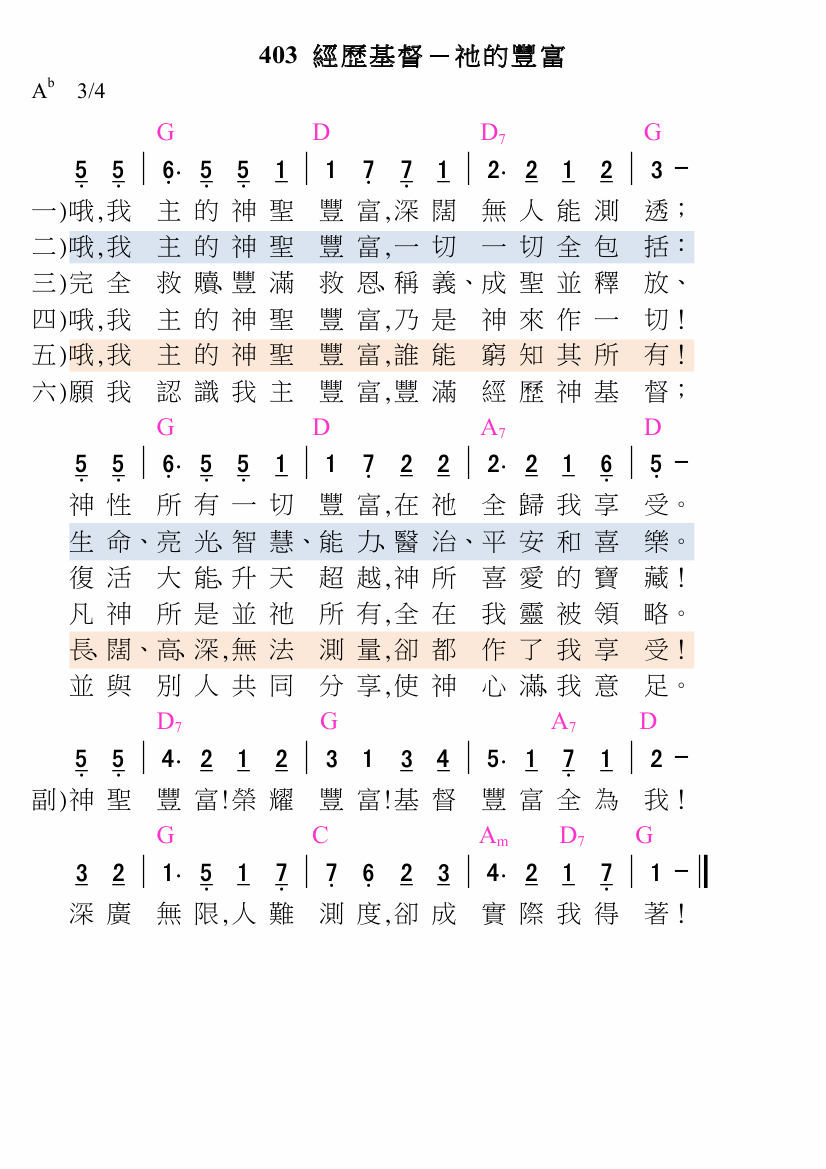 403 經歷基督－祂的豐富
Ab 3/4
G D D7 G
5 5 | 6. 5 5 1 | 1 7 7 1 | 2. 2 1 2 | 3 －
一)哦,我 主的神聖 豐富,深闊 無人能測 透；
二)哦,我 主的神聖 豐富,一切 一切全包 括：
三)完全 救贖、豐滿 救恩、稱義、成聖並釋 放、
四)哦,我 主的神聖 豐富,乃是 神來作一 切！
五)哦,我 主的神聖 豐富,誰能 窮知其所 有！
六)願我 認識我主 豐富,豐滿 經歷神基 督；
G D A7 D
5 5 | 6. 5 5 1 | 1 7 2 2 | 2. 2 1 6 | 5 －
神性 所有一切 豐富,在祂 全歸我享 受。
生命、亮光、智慧、能力、醫治、平安和喜 樂。
復活 大能、升天 超越,神所 喜愛的寶 藏！
凡神 所是並祂 所有,全在 我靈被領 略。
長、闊、高、深,無法 測量,卻都 作了我享 受！
並與 別人共同 分享,使神 心滿、我意 足。
D7 G A7 D
5 5 | 4. 2 1 2 | 3 1 3 4 | 5. 1 7 1 | 2 －
副)神聖 豐富!榮耀 豐富!基督 豐富全為 我！
G C Am D7 G
3 2 | 1. 5 1 7 | 7 6 2 3 | 4. 2 1 7 | 1 － ‖
深廣 無限,人難 測度,卻成 實際我得 著！